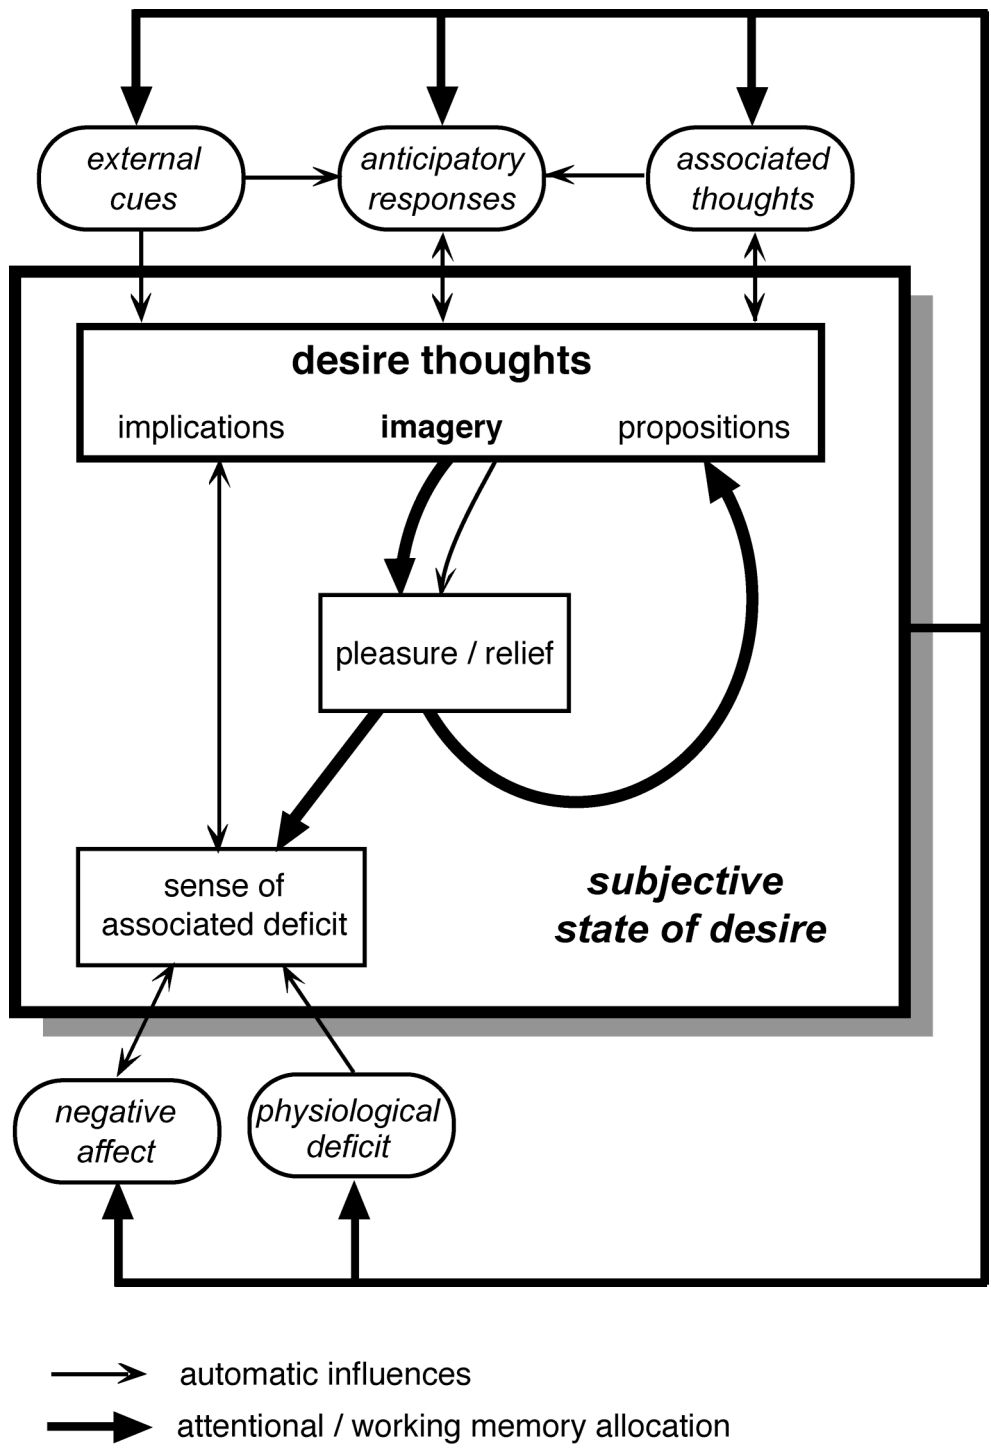 external
cues
anticipatory
responses
associated
thoughts
desire thoughts
implications imagery propositions
pleasure / relief
sense of
associated deficit
subjective
state of desire
negative
affect
physiological
deficit
automatic influences
attentional / working memory allocation